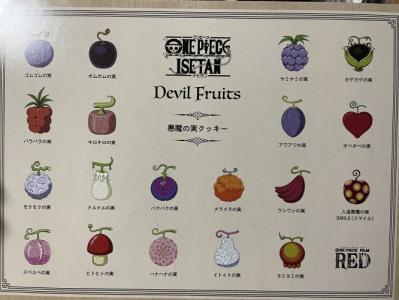 ONE PIECE
ISETAN
Devil Fruits
悪魔の実クッキー
ゴムゴムの実
ボムボムの実
ヤミヤミの実
カゲカゲの実
バラバラの実
キロキロの実
アワアワの実
オペオペの実
モクモクの実
ドルドルの実
バクバクの実
メラメラの実
ウシウシの実
人造悪魔の実
SMILE(スマイル)
スベスベの実
ヒトヒトの実
ハナハナの実
イトイトの実
ヨミヨミの実
ONE PIECE FILM
RED